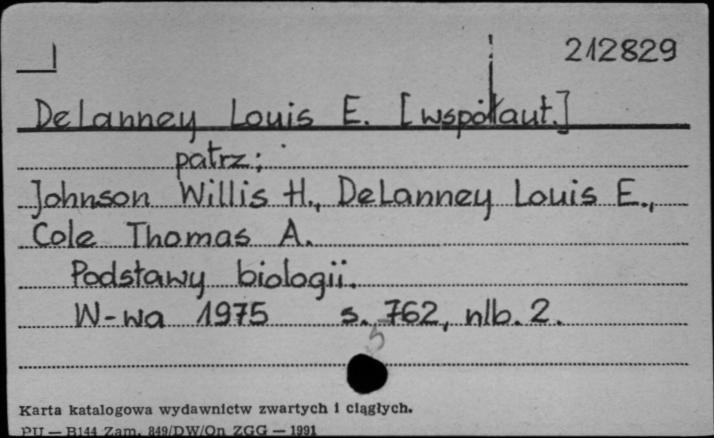 212829
DeLanney Louis E. [współaut.]
patrz:
Johnson Willis H., DeLanney Louis E.,
Cole Thomas A.
Podstawy biologii.
W-wa 1975 s. 762, nlb. 2.
5
Karta katalogowa wydawnictw zwartych i ciągłych.
PU — B144 Zam. 849/DW/On ZGG — 1991